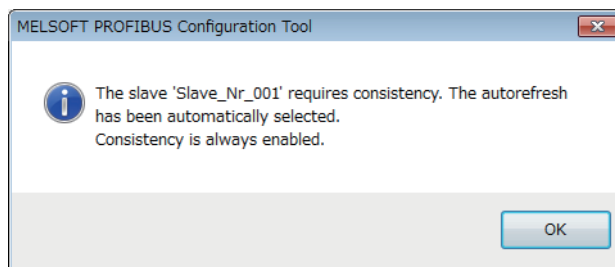 MELSOFT PROFIBUS Configuration Tool
The slave 'Slave_Nr_001' requires consistency. The autorefresh
has been automatically selected.
Consistency is always enabled.
OK